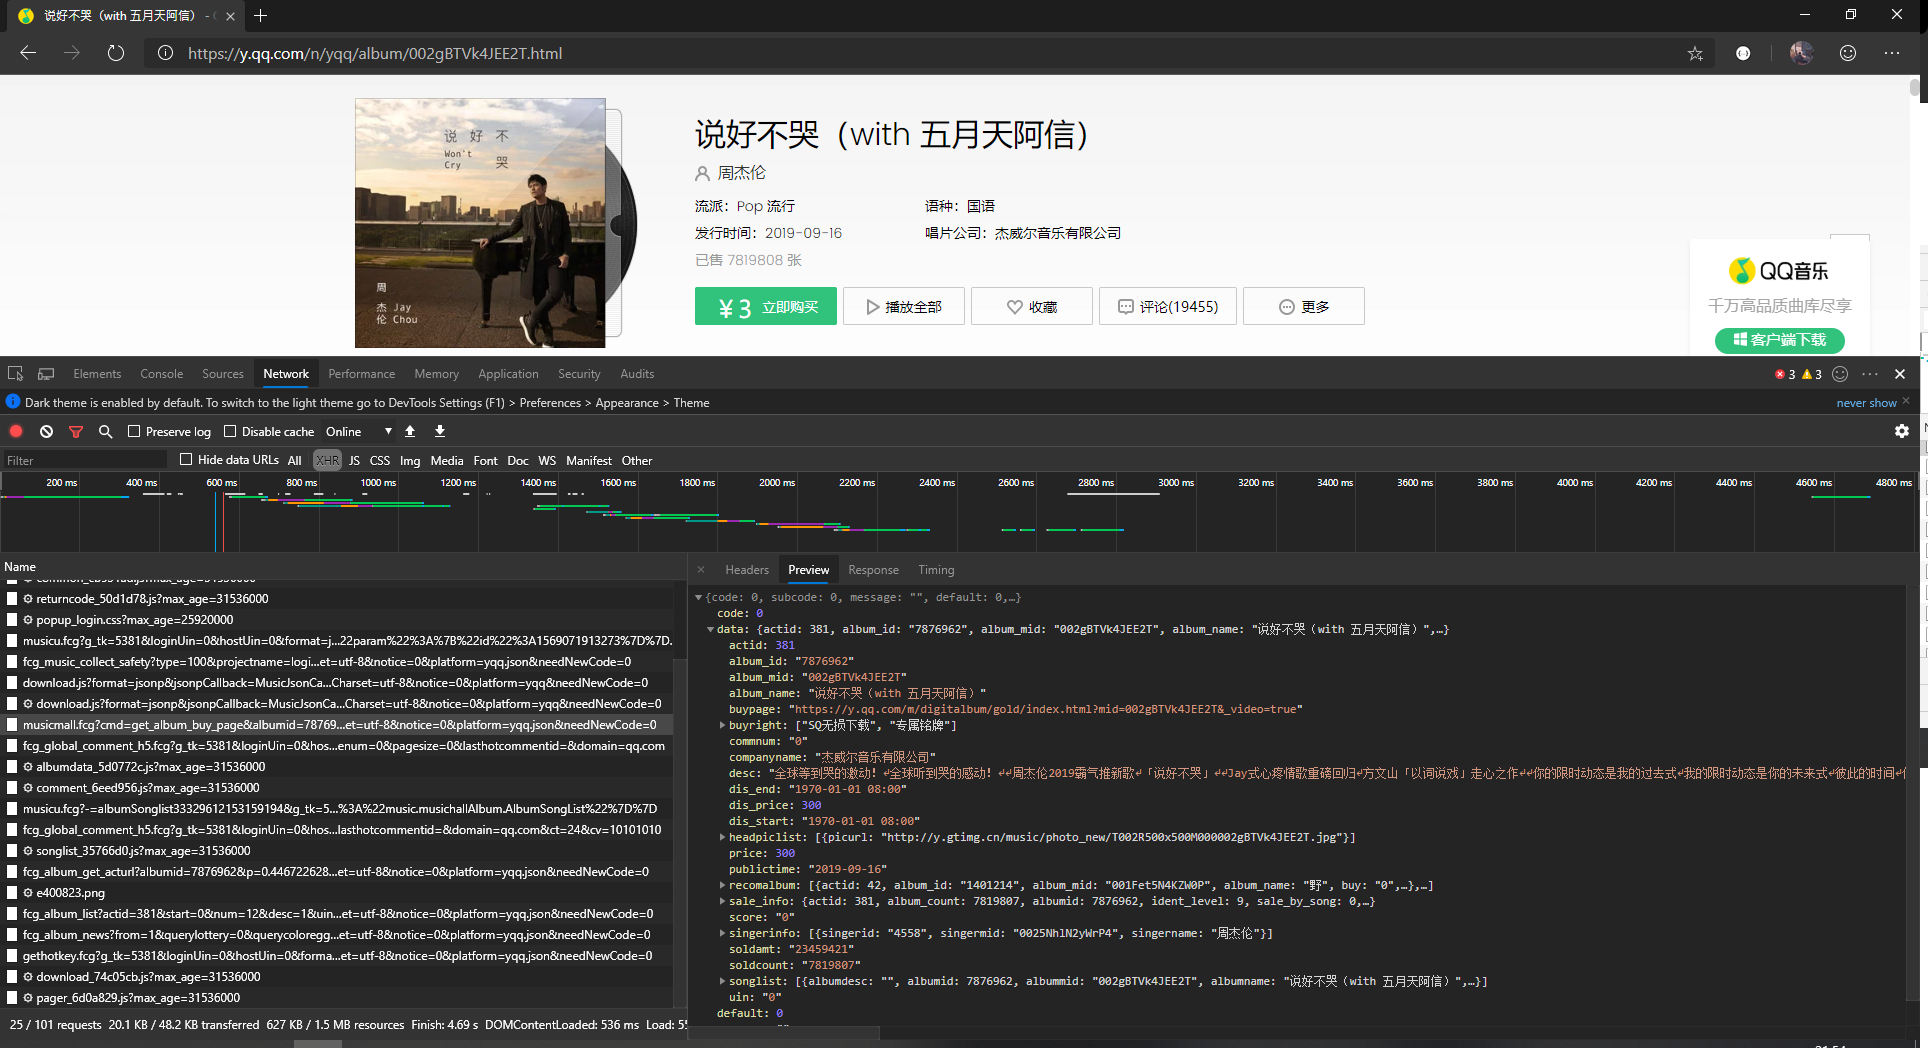 说好不哭（with 五月天阿信） -
https://y.qq.com/n/yqq/album/002gBTVk4JEE2T.html
说 好 不
Won't
Cry 哭
周
杰 Jay
伦 Chou
说好不哭（with 五月天阿信）
周杰伦
流派：Pop 流行 语种：国语
发行时间：2019-09-16 唱片公司：杰威尔音乐有限公司
已售 7819808 张
¥3 立即购买 播放全部 收藏 评论(19455) 更多
QQ音乐
千万高品质曲库尽享
客户端下载
Elements Console Sources Network Performance Memory Application Security Audits 3 3
Dark theme is enabled by default. To switch to the light theme go to DevTools Settings (F1) > Preferences > Appearance > Theme never show
Preserve log Disable cache Online
Filter Hide data URLs All XHR JS CSS Img Media Font Doc WS Manifest Other
200 ms 400 ms 600 ms 800 ms 1000 ms 1200 ms 1400 ms 1600 ms 1800 ms 2000 ms 2200 ms 2400 ms 2600 ms 2800 ms 3000 ms 3200 ms 3400 ms 3600 ms 3800 ms 4000 ms 4200 ms 4400 ms 4600 ms 4800 ms
Name
returncode_50d1d78.js?max_age=31536000
popup_login.css?max_age=25920000
musicu.fcg?g_tk=5381&loginUin=0&hostUin=0&format=j...22param%22%3A%7B%22id%22%3A1569071913273%7D%7D.
fcg_music_collect_safety?type=100&projectname=logi...et=utf-8&notice=0&platform=yqq.json&needNewCode=0
download.js?format=jsonp&jsonpCallback=MusicJsonCa...Charset=utf-8&notice=0&platform=yqq&needNewCode=0
download.js?format=jsonp&jsonpCallback=MusicJsonCa...Charset=utf-8&notice=0&platform=yqq&needNewCode=0
musicmall.fcg?cmd=get_album_buy_page&albumid=78769...et=utf-8&notice=0&platform=yqq.json&needNewCode=0
fcg_global_comment_h5.fcg?g_tk=5381&loginUin=0&hos...enum=0&pagesize=0&lasthotcommentid=&domain=qq.com
albumdata_5d0772c.js?max_age=31536000
comment_6eed956.js?max_age=31536000
musicu.fcg?-=albumSonglist33329612153159194&g_tk=5...%3A%22music.musichallAlbum.AlbumSongList%22%7D%7D
fcg_global_comment_h5.fcg?g_tk=5381&loginUin=0&hos...lasthotcommentid=&domain=qq.com&ct=24&cv=10101010
songlist_35766d0.js?max_age=31536000
fcg_album_get_acturl?albumid=7876962&p=0.446722628...et=utf-8&notice=0&platform=yqq.json&needNewCode=0
e400823.png
fcg_album_list?actid=381&start=0&num=12&desc=1&uin...et=utf-8&notice=0&platform=yqq.json&needNewCode=0
fcg_album_news?from=1&querylottery=0&querycoloregg...et=utf-8&notice=0&platform=yqq.json&needNewCode=0
gethotkey.fcg?g_tk=5381&loginUin=0&hostUin=0&forma...et=utf-8&notice=0&platform=yqq.json&needNewCode=0
download_74c05cb.js?max_age=31536000
pager_6d0a829.js?max_age=31536000
25 / 101 requests 20.1 KB / 48.2 KB transferred 627 KB / 1.5 MB resources Finish: 4.69 s DOMContentLoaded: 536 ms Load: 55
Headers Preview Response Timing
{code: 0, subcode: 0, message: "", default: 0,…}
code: 0
data: {actid: 381, album_id: "7876962", album_mid: "002gBTVk4JEE2T", album_name: "说好不哭（with 五月天阿信）",…}
actid: 381
album_id: "7876962"
album_mid: "002gBTVk4JEE2T"
album_name: "说好不哭（with 五月天阿信）"
buypage: "https://y.qq.com/m/digitalbum/gold/index.html?mid=002gBTVk4JEE2T&_video=true"
buyright: ["SQ无损下载", "专属铭牌"]
commnum: "0"
companyname: "杰威尔音乐有限公司"
desc: "全球等到哭的激动！↵全球听到哭的感动！↵↵周杰伦2019霸气推新歌↵「说好不哭」↵↵Jay式心疼情歌重磅回归↵方文山「以词说戏」走心之作↵↵你的限时动态是我的过去式↵我的限时动态是你的未来式↵彼此的时间↵
dis_end: "1970-01-01 08:00"
dis_price: 300
dis_start: "1970-01-01 08:00"
headpiclist: [{picurl: "http://y.gtimg.cn/music/photo_new/T002R500x500M000002gBTVk4JEE2T.jpg"}]
price: 300
publictime: "2019-09-16"
recomalbum: [{actid: 42, album_id: "1401214", album_mid: "001Fet5N4KZW0P", album_name: "野", buy: "0",…},…]
sale_info: {actid: 381, album_count: 7819807, albumid: 7876962, ident_level: 9, sale_by_song: 0,…}
score: "0"
singerinfo: [{singerid: "4558", singermid: "0025NhlN2yWrP4", singername: "周杰伦"}]
soldamt: "23459421"
soldcount: "7819807"
songlist: [{albumdesc: "", albumid: 7876962, albummid: "002gBTVk4JEE2T", albumname: "说好不哭（with 五月天阿信）",…}]
uin: "0"
default: 0